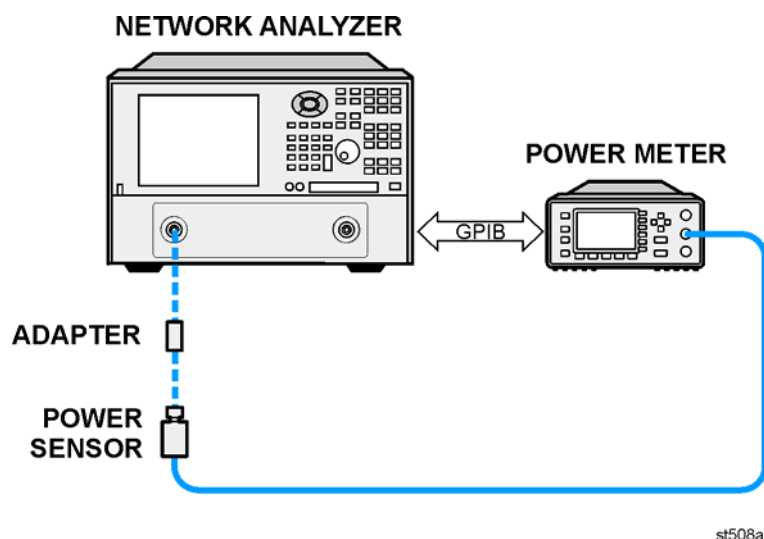 NETWORK ANALYZER
POWER METER
GPIB
ADAPTER
POWER
SENSOR
st508a